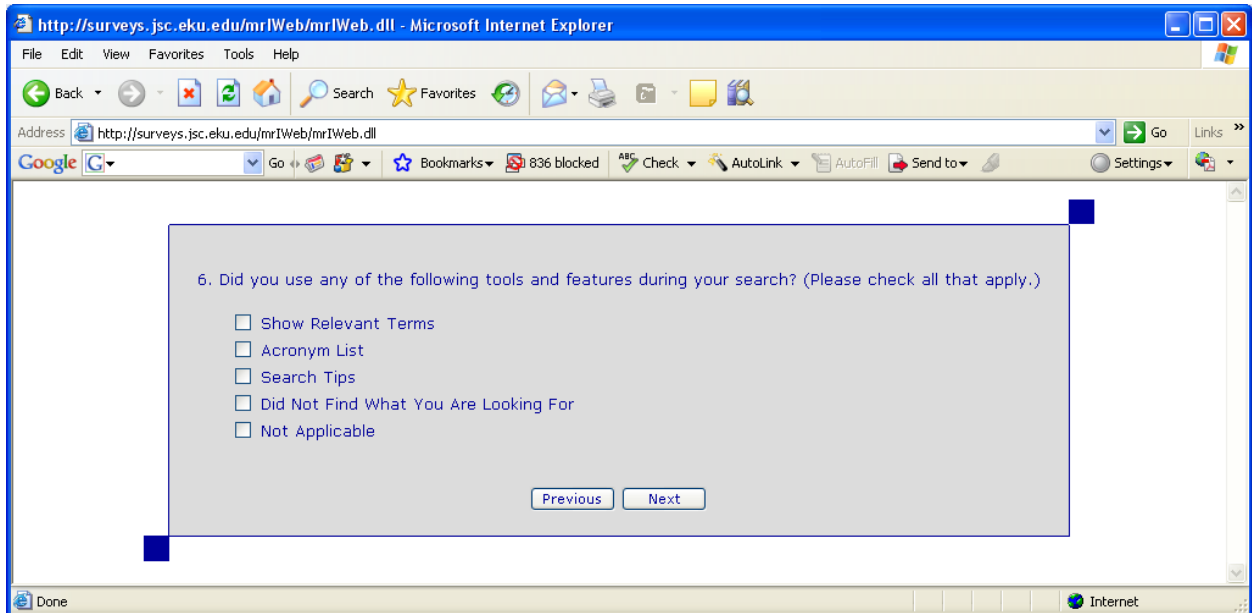 http://surveys.jsc.eku.edu/mrIWeb/mrIWeb.dll - Microsoft Internet Explorer
File Edit View Favorites Tools Help
Back Search Favorites
Address http://surveys.jsc.eku.edu/mrIWeb/mrIWeb.dll Go Links »
Google G Go Bookmarks 836 blocked ABC Check AutoLink AutoFill Send to Settings
6. Did you use any of the following tools and features during your search? (Please check all that apply.)
Show Relevant Terms
Acronym List
Search Tips
Did Not Find What You Are Looking For
Not Applicable
Previous Next
Done Internet